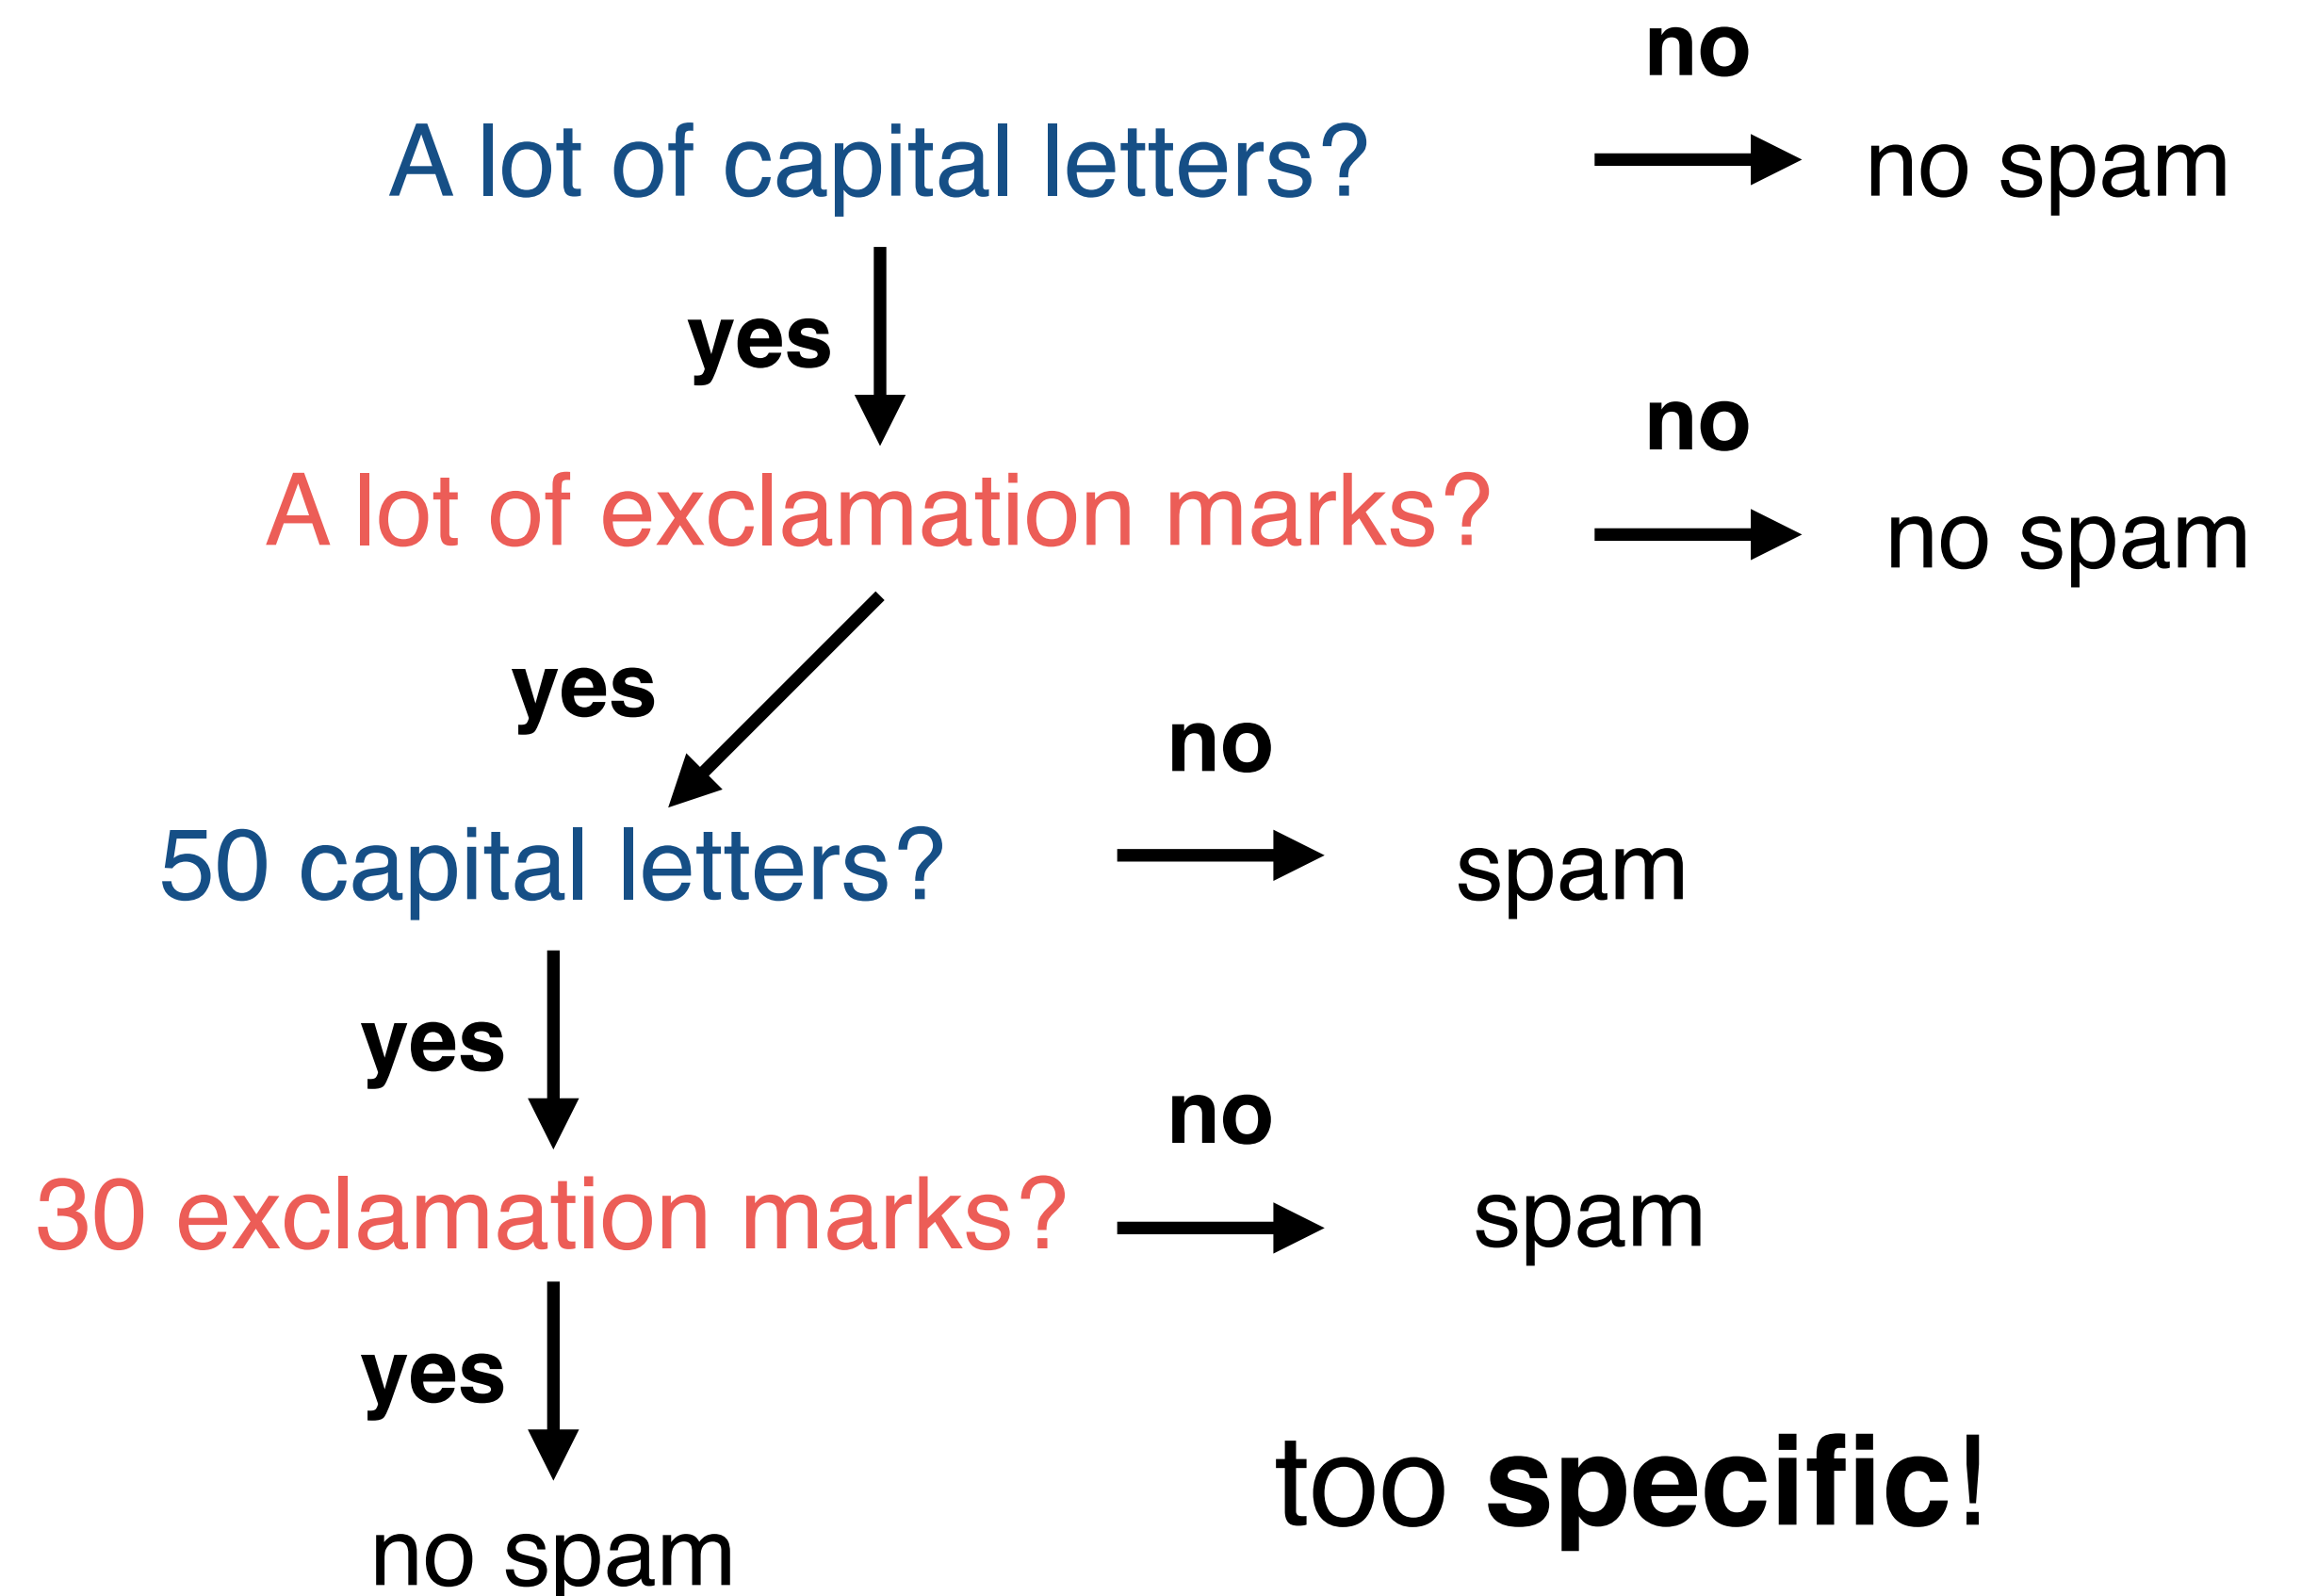 no
A lot of capital letters?
no spam
yes
no
A lot of exclamation marks?
no spam
yes
no
50 capital letters?
spam
yes
no
30 exclamation marks?
spam
yes
too specific!
no spam